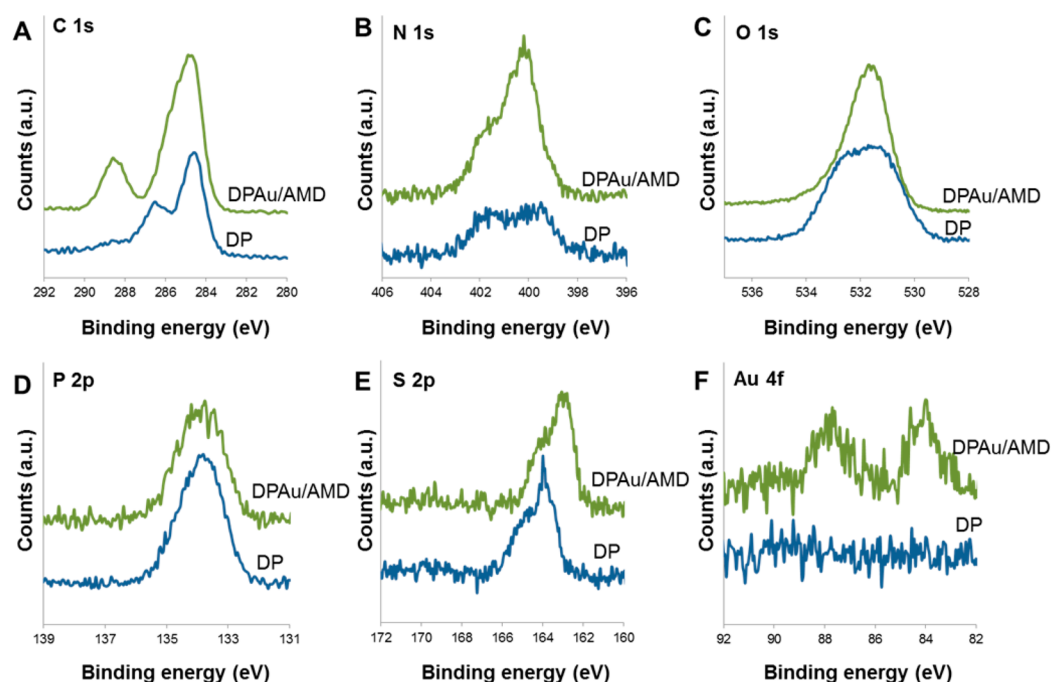 A C 1s
Counts (a.u.)
DPAu/AMD
DP
292 290 288 286 284 282 280
Binding energy (eV)
B N 1s
Counts (a.u.)
DPAu/AMD
DP
406 404 402 400 398 396
Binding energy (eV)
C O 1s
Counts (a.u.)
DPAu/AMD
DP
536 534 532 530 528
Binding energy (eV)
D P 2p
Counts (a.u.)
DPAu/AMD
DP
139 137 135 133 131
Binding energy (eV)
E S 2p
Counts (a.u.)
DPAu/AMD
DP
172 170 168 166 164 162 160
Binding energy (eV)
F Au 4f
Counts (a.u.)
DPAu/AMD
DP
92 90 88 86 84 82
Binding energy (eV)